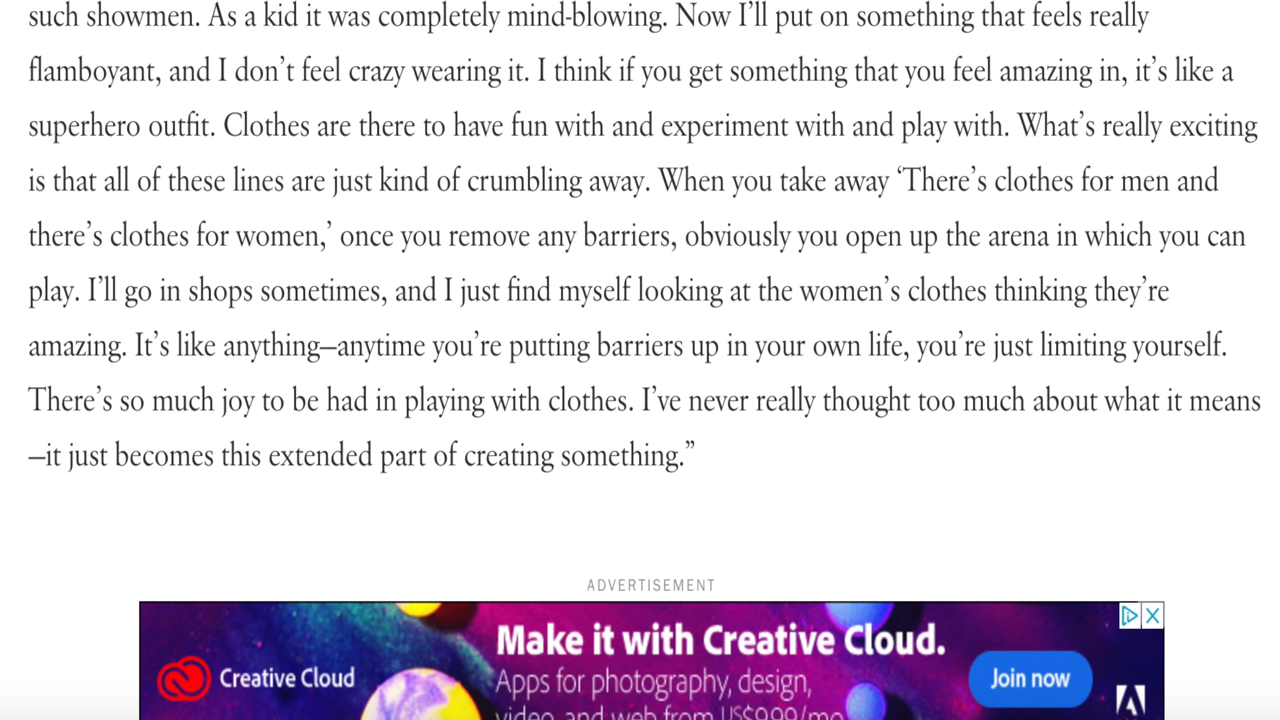 such showmen. As a kid it was completely mind-blowing. Now I’ll put on something that feels really
flamboyant, and I don’t feel crazy wearing it. I think if you get something that you feel amazing in, it’s like a
superhero outfit. Clothes are there to have fun with and experiment with and play with. What’s really exciting
is that all of these lines are just kind of crumbling away. When you take away ‘There’s clothes for men and
there’s clothes for women,’ once you remove any barriers, obviously you open up the arena in which you can
play. I’ll go in shops sometimes, and I just find myself looking at the women’s clothes thinking they’re
amazing. It’s like anything—anytime you’re putting barriers up in your own life, you’re just limiting yourself.
There’s so much joy to be had in playing with clothes. I’ve never really thought too much about what it means
—it just becomes this extended part of creating something.”
ADVERTISEMENT
Make it with Creative Cloud.
Creative Cloud
Apps for photography, design,
video, and web from US$9.99/mo
Join now